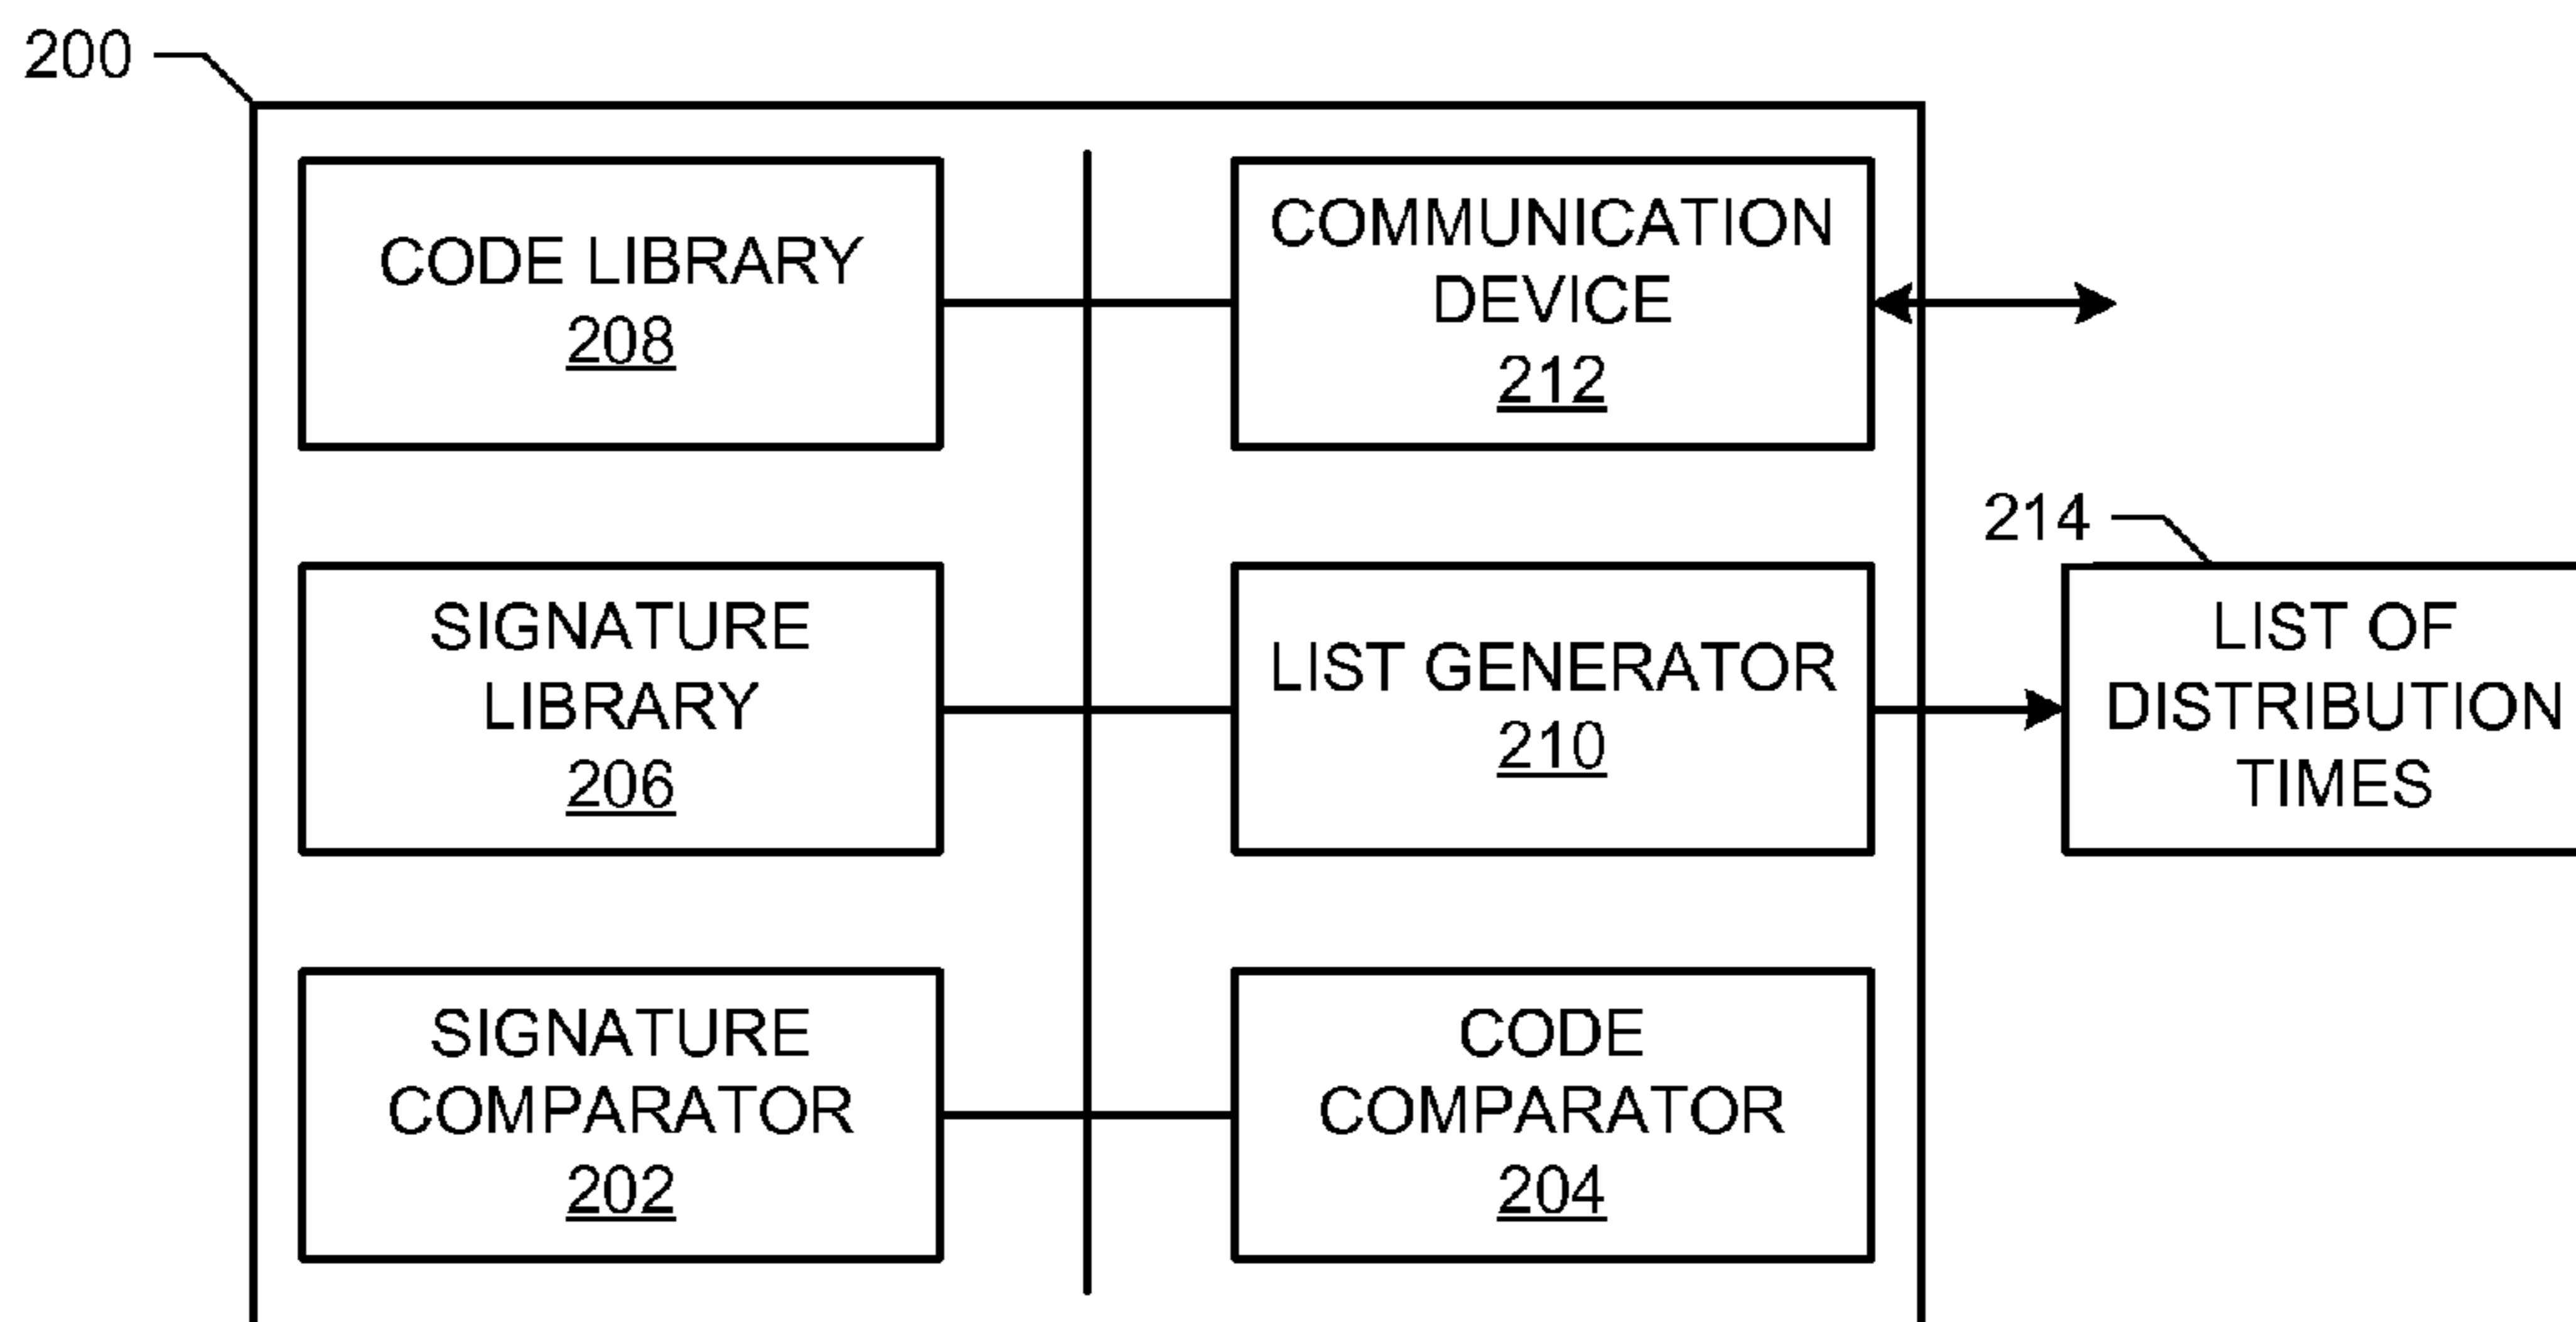 200
CODE LIBRARY
208
COMMUNICATION
DEVICE
212
SIGNATURE
LIBRARY
206
LIST GENERATOR
210
214
LIST OF
DISTRIBUTION
TIMES
SIGNATURE
COMPARATOR
202
CODE
COMPARATOR
204